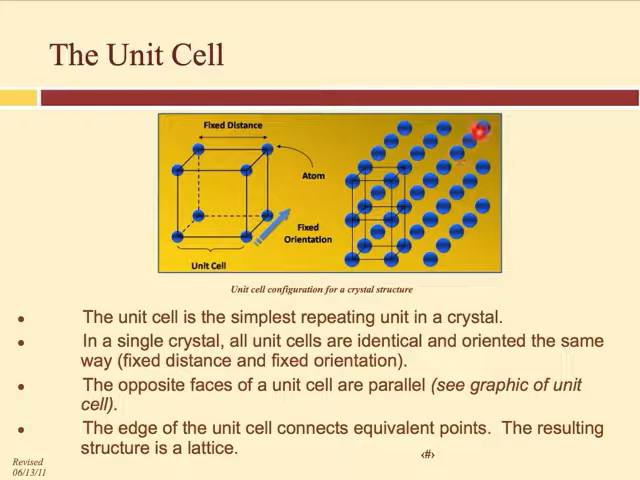 The Unit Cell
Fixed Distance
Atom
Fixed
Orientation
Unit Cell
Unit cell configuration for a crystal structure
• The unit cell is the simplest repeating unit in a crystal.
• In a single crystal, all unit cells are identical and oriented the same
way (fixed distance and fixed orientation).
• The opposite faces of a unit cell are parallel (see graphic of unit
cell).
• The edge of the unit cell connects equivalent points. The resulting
structure is a lattice.
Revised
06/13/11
‹#›